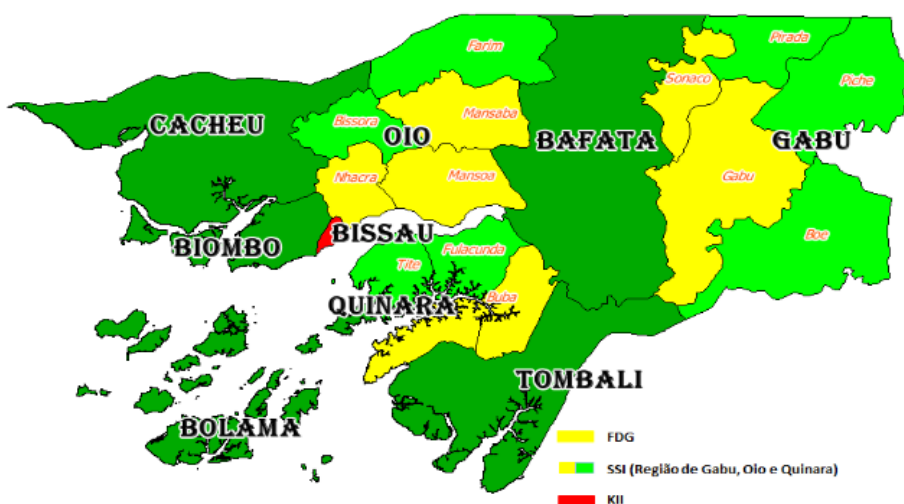 Farim
Pirada
Piche
Sonaco
CACHEU
Bissora
OIO
Mansaba
BAFATA
GABU
Nhacra
Mansoa
Gabu
BIOMBO
BISSAU
Fulacunda
Boe
Tite
QUINARA
Buba
TOMBALI
BOLAMA
FDG
SSI (Região de Gabu, Oio e Quinara)
KII